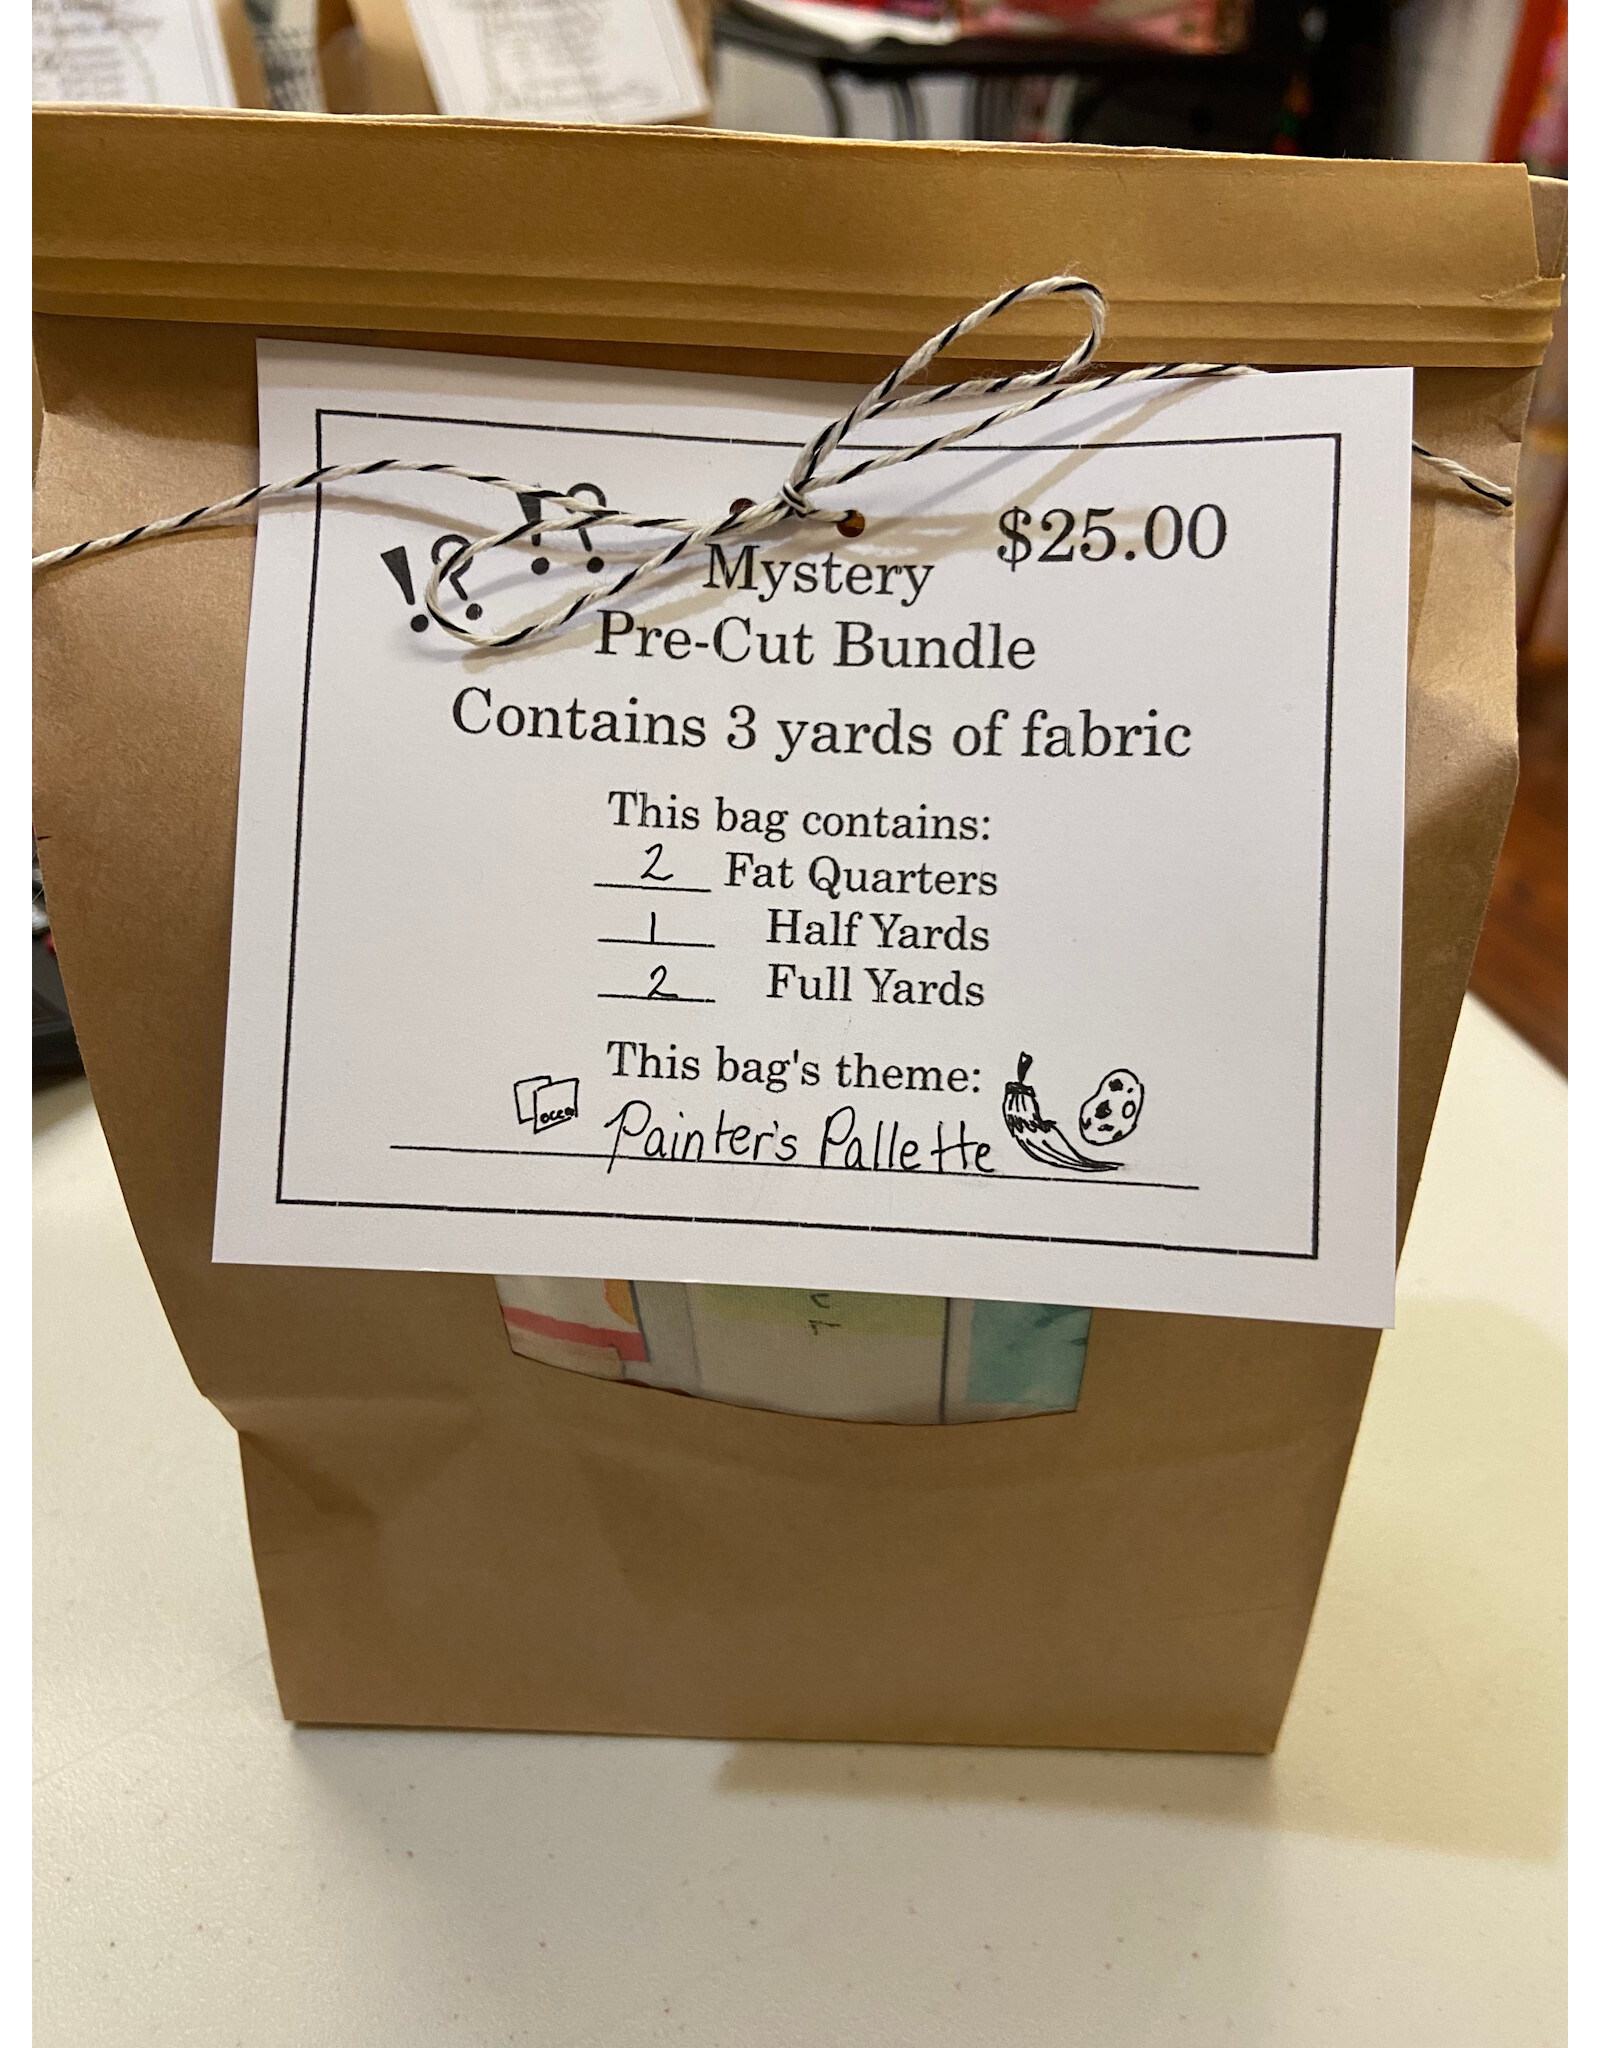 !? !?
$25.00
Mystery
Pre-Cut Bundle
Contains 3 yards of fabric
This bag contains:
2 Fat Quarters
1 Half Yards
2 Full Yards
This bag's theme:
Painter's Pallette